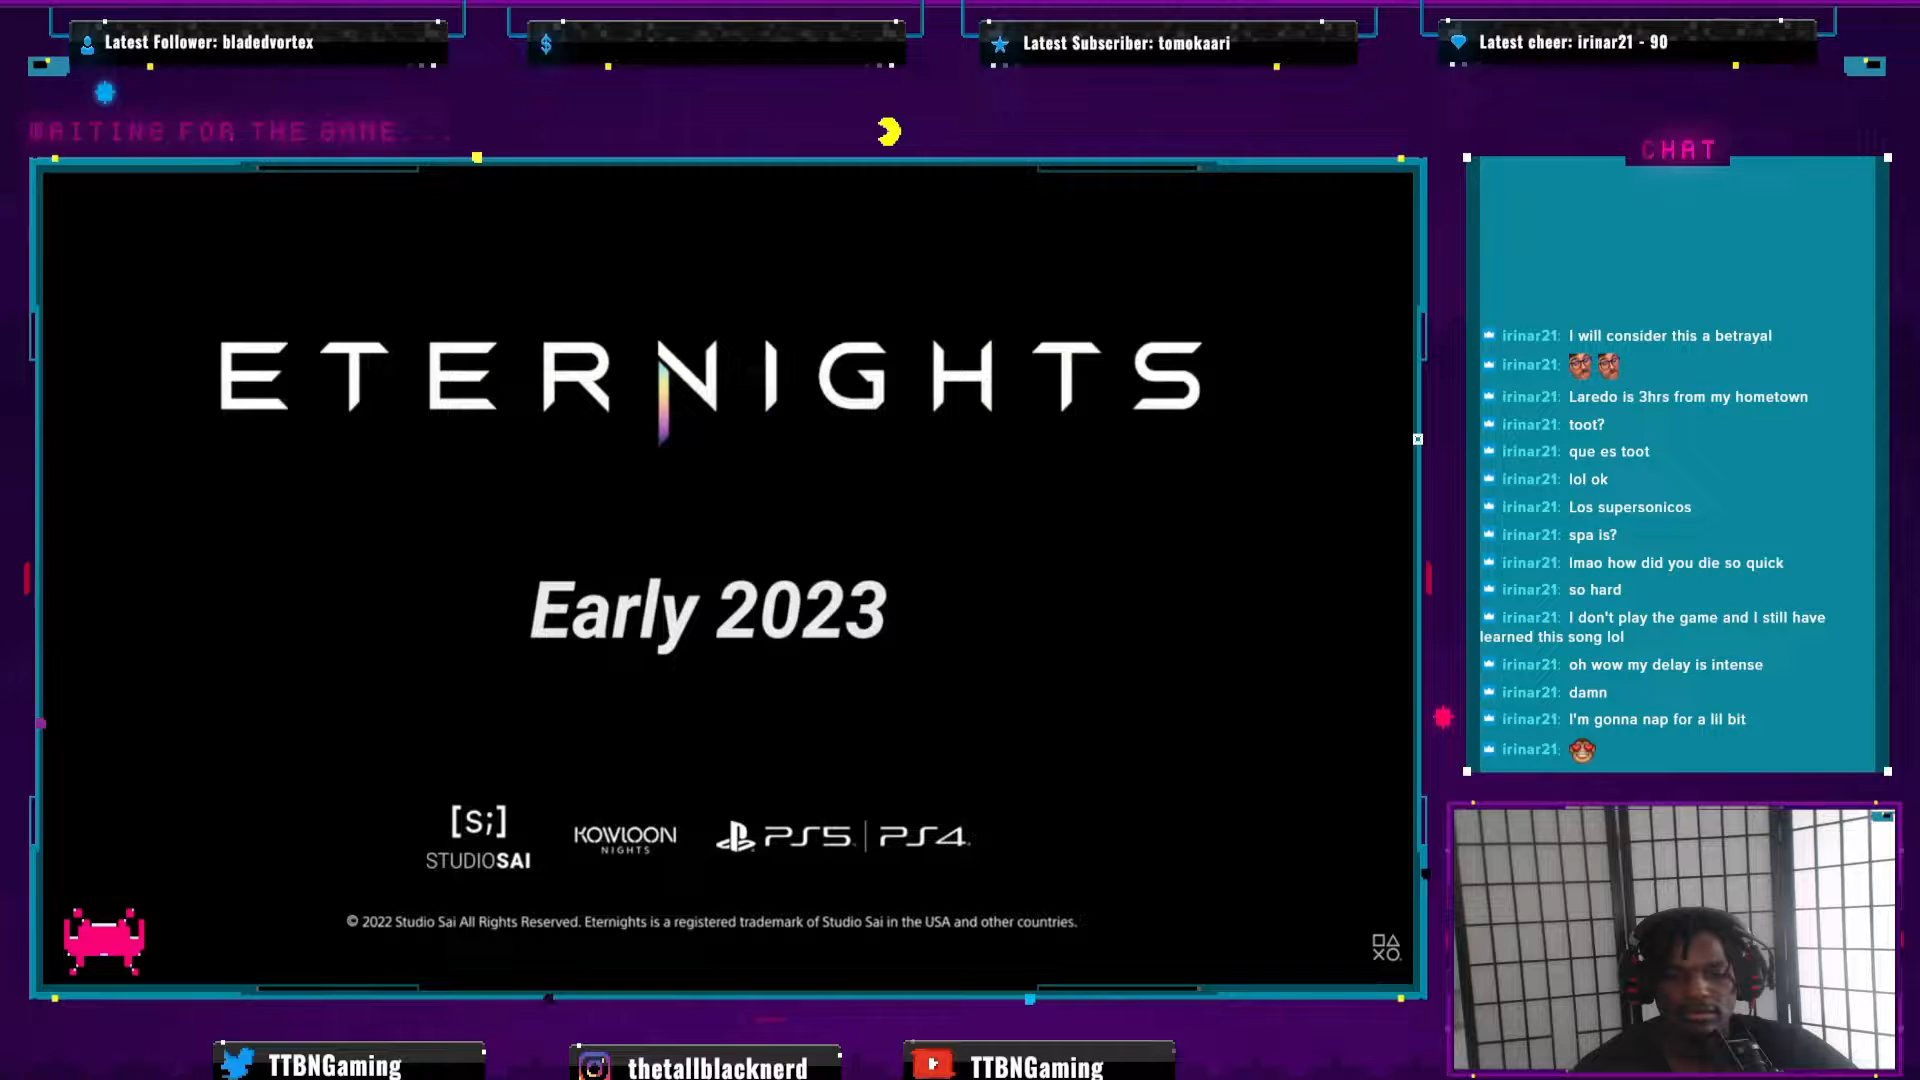 Latest Follower: bladedvortex
Latest Subscriber: tomokaari
Latest cheer: irinar21 - 90
WAITING FOR THE GAME...
CHAT
ETERNIGHTS
Early 2023
[S;]
STUDIOSAI
KOWLOON
NIGHTS
PS5 | PS4
© 2022 Studio Sai All Rights Reserved. Eternights is a registered trademark of Studio Sai in the USA and other countries.
irinar21: I will consider this a betrayal
irinar21:
irinar21: Laredo is 3hrs from my hometown
irinar21: toot?
irinar21: que es toot
irinar21: lol ok
irinar21: Los supersonicos
irinar21: spa is?
irinar21: lmao how did you die so quick
irinar21: so hard
irinar21: I don't play the game and I still have
learned this song lol
irinar21: oh wow my delay is intense
irinar21: damn
irinar21: I'm gonna nap for a lil bit
irinar21:
TTBNGaming
thetallblacknerd
TTBNGaming